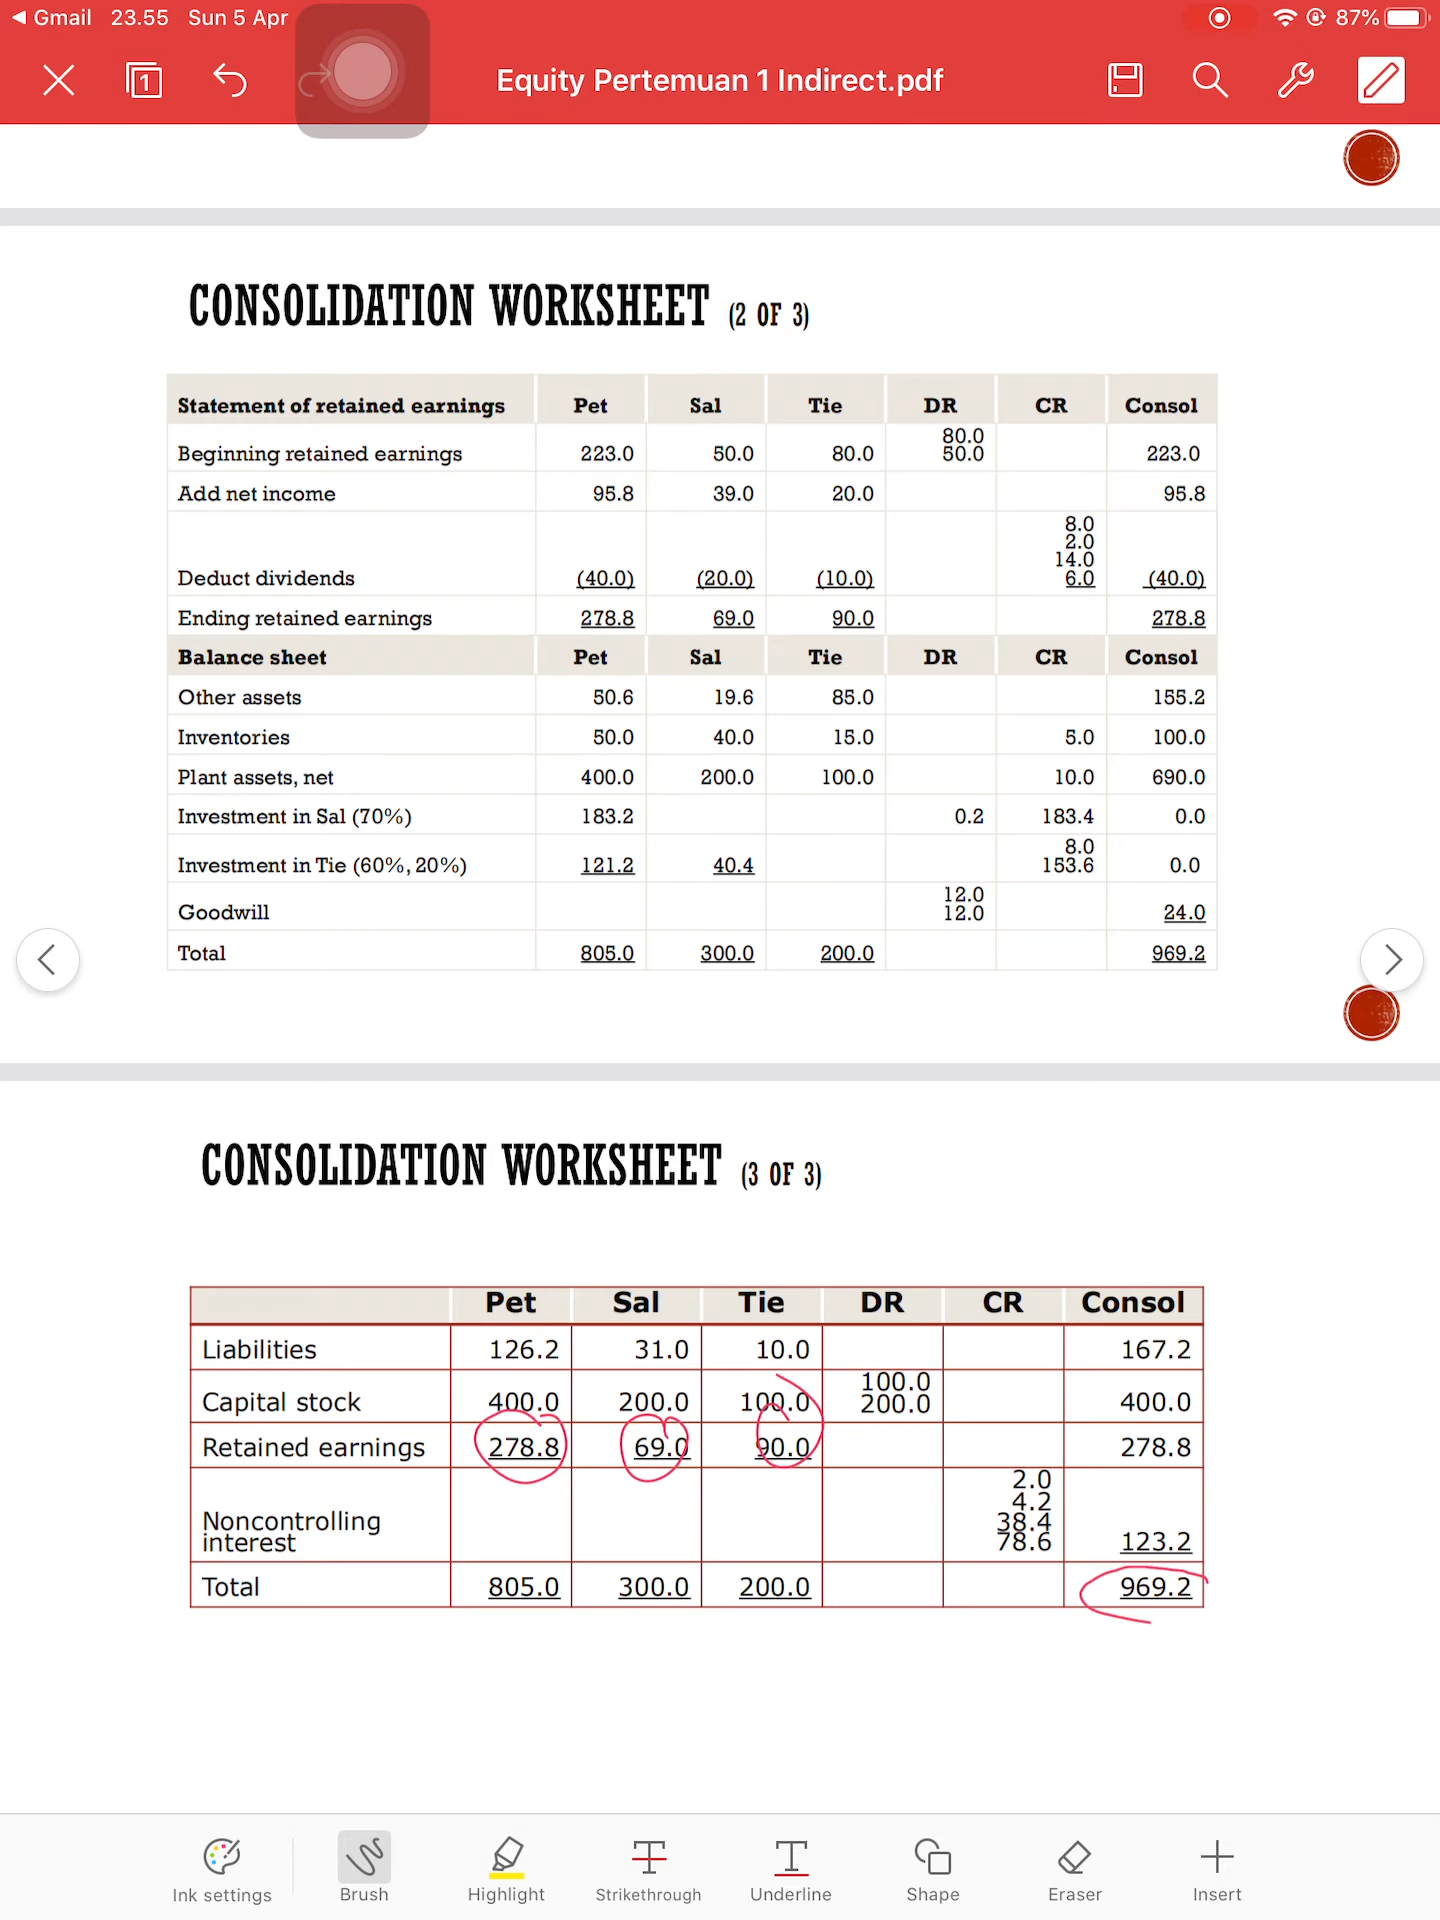 Gmail 23.55 Sun 5 Apr 87%
1 Equity Pertemuan 1 Indirect.pdf
CONSOLIDATION WORKSHEET (2 OF 3)
Statement of retained earnings Pet Sal Tie DR CR Consol
80.0
Beginning retained earnings 223.0 50.0 80.0 50.0 223.0
Add net income 95.8 39.0 20.0 95.8
8.0
2.0
14.0
Deduct dividends (40.0) (20.0) (10.0) 6.0 (40.0)
Ending retained earnings 278.8 69.0 90.0 278.8
Balance sheet Pet Sal Tie DR CR Consol
Other assets 50.6 19.6 85.0 155.2
Inventories 50.0 40.0 15.0 5.0 100.0
Plant assets, net 400.0 200.0 100.0 10.0 690.0
Investment in Sal (70%) 183.2 0.2 183.4 0.0
8.0
Investment in Tie (60%, 20%) 121.2 40.4 153.6 0.0
12.0
Goodwill 12.0 24.0
Total 805.0 300.0 200.0 969.2
CONSOLIDATION WORKSHEET (3 OF 3)
Pet Sal Tie DR CR Consol
Liabilities 126.2 31.0 10.0 167.2
100.0
Capital stock 400.0 200.0 100.0 200.0 400.0
Retained earnings 278.8 69.0 90.0 278.8
2.0
4.2
Noncontrolling 38.4
interest 78.6 123.2
Total 805.0 300.0 200.0 969.2
Ink settings Brush Highlight Strikethrough Underline Shape Eraser Insert